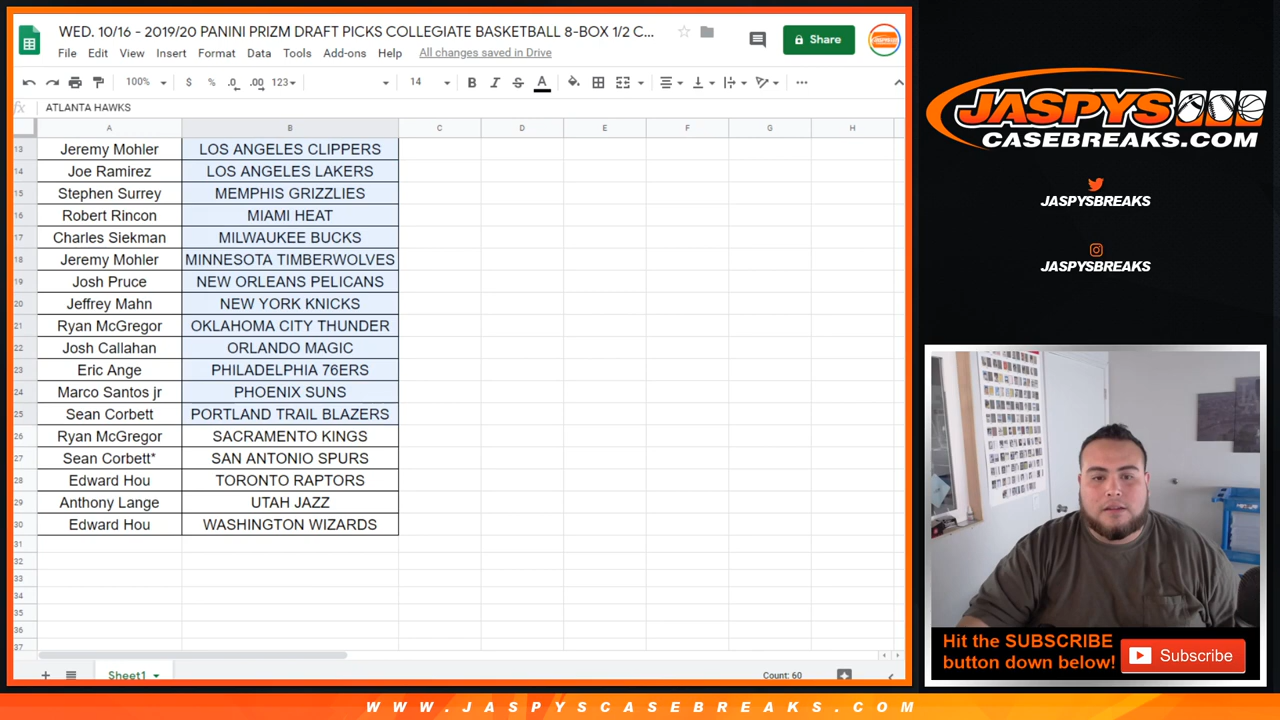 WED. 10/16 - 2019/20 PANINI PRIZM DRAFT PICKS COLLEGIATE BASKETBALL 8-BOX 1/2 C...
File Edit View Insert Format Data Tools Add-ons Help All changes saved in Drive
Share
100% $ % .0 .00 123 14 B I S A
fx ATLANTA HAWKS
A B C D E F G H
13 Jeremy Mohler LOS ANGELES CLIPPERS
14 Joe Ramirez LOS ANGELES LAKERS
15 Stephen Surrey MEMPHIS GRIZZLIES
16 Robert Rincon MIAMI HEAT
17 Charles Siekman MILWAUKEE BUCKS
18 Jeremy Mohler MINNESOTA TIMBERWOLVES
19 Josh Pruce NEW ORLEANS PELICANS
20 Jeffrey Mahn NEW YORK KNICKS
21 Ryan McGregor OKLAHOMA CITY THUNDER
22 Josh Callahan ORLANDO MAGIC
23 Eric Ange PHILADELPHIA 76ERS
24 Marco Santos jr PHOENIX SUNS
25 Sean Corbett PORTLAND TRAIL BLAZERS
26 Ryan McGregor SACRAMENTO KINGS
27 Sean Corbett* SAN ANTONIO SPURS
28 Edward Hou TORONTO RAPTORS
29 Anthony Lange UTAH JAZZ
30 Edward Hou WASHINGTON WIZARDS
31
32
33
34
35
36
37
Sheet1 Count: 60
JASPYS
CASEBREAKS.COM
JASPYSBREAKS
JASPYSBREAKS
Hit the SUBSCRIBE
button down below!
Subscribe
WWW.JASPYSCASEBREAKS.COM